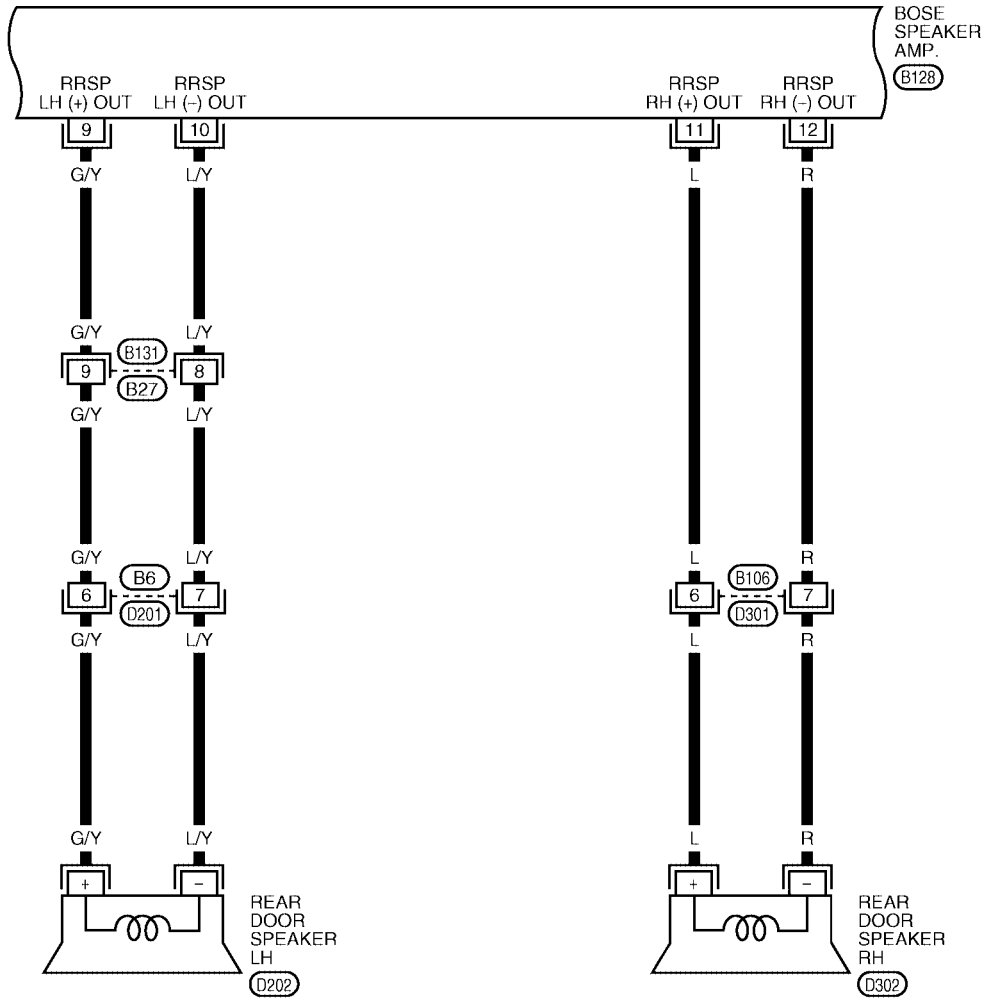 BOSE
SPEAKER
AMP.
B128
RRSP
LH (+) OUT
RRSP
LH (–) OUT
RRSP
RH (+) OUT
RRSP
RH (–) OUT
9
10
11
12
G/Y
L/Y
L
R
G/Y
L/Y
B131
9
8
B27
G/Y
L/Y
G/Y
L/Y
L
R
B6
B106
6
7
6
7
D201
D301
G/Y
L/Y
L
R
G/Y
L/Y
L
R
+
–
+
–
REAR
DOOR
SPEAKER
LH
D202
REAR
DOOR
SPEAKER
RH
D302